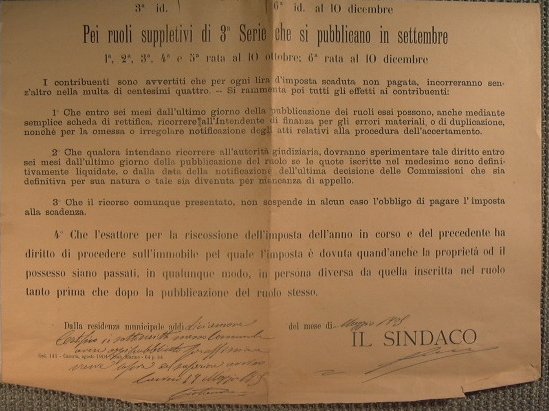 3ª id. 6ª id. al 10 dicembre
Pei ruoli suppletivi di 3ª Serie che si pubblicano in settembre
1ª, 2ª, 3ª, 4ª e 5ª rata al 10 ottobre; 6ª rata al 10 dicembre
I contribuenti sono avvertiti che per ogni lira d'imposta scaduta non pagata, incorreranno sen-
z'altro nella multa di centesimi quattro. – Si rammenta poi tutti gli effetti ai contribuenti:
1º Che entro sei mesi dall'ultimo giorno della pubblicazione dei ruoli essi possono, anche mediante
semplice scheda di rettifica, ricorrere all'Intendente di finanza per gli errori materiali, o di duplicazione,
nonchè per la omessa o irregolare notificazione degli atti relativi alla procedura dell'accertamento.
2º Che qualora intendano ricorrere all'autorità giudiziaria, dovranno sperimentare tale diritto entro
sei mesi dall'ultimo giorno della pubblicazione del ruolo se le quote iscritte nel medesimo sono defini-
tivamente liquidate, o dalla data della notificazione dell'ultima decisione delle Commissioni che sia
definitiva per sua natura o tale sia divenuta per mancanza di appello.
3º Che il ricorso comunque presentato, non sospende in alcun caso l'obbligo di pagare l'imposta
alla scadenza.
4º Che l'esattore per la riscossione dell'imposta dell'anno in corso e del precedente ha
diritto di procedere sull'immobile pel quale l'imposta è dovuta quand'anche la proprietà od il
possesso siano passati, in qualunque modo, in persona diversa da quella inscritta nel ruolo
tanto prima che dopo la pubblicazione del ruolo stesso.
Dalla residenza municipale addì del mese di Maggio
IL SINDACO